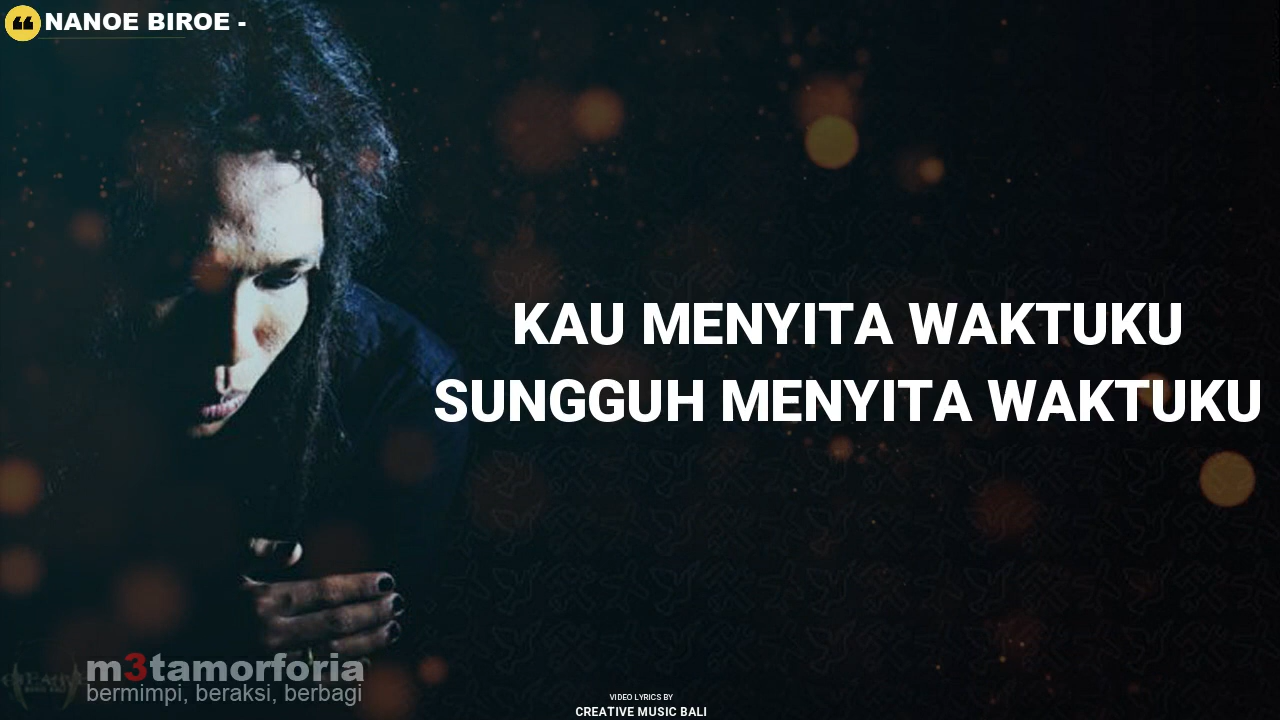 NANOE BIROE -
KAU MENYITA WAKTUKU
SUNGGUH MENYITA WAKTUKU
m3tamorforia
bermimpi, beraksi, berbagi
VIDEO LYRICS BY
CREATIVE MUSIC BALI